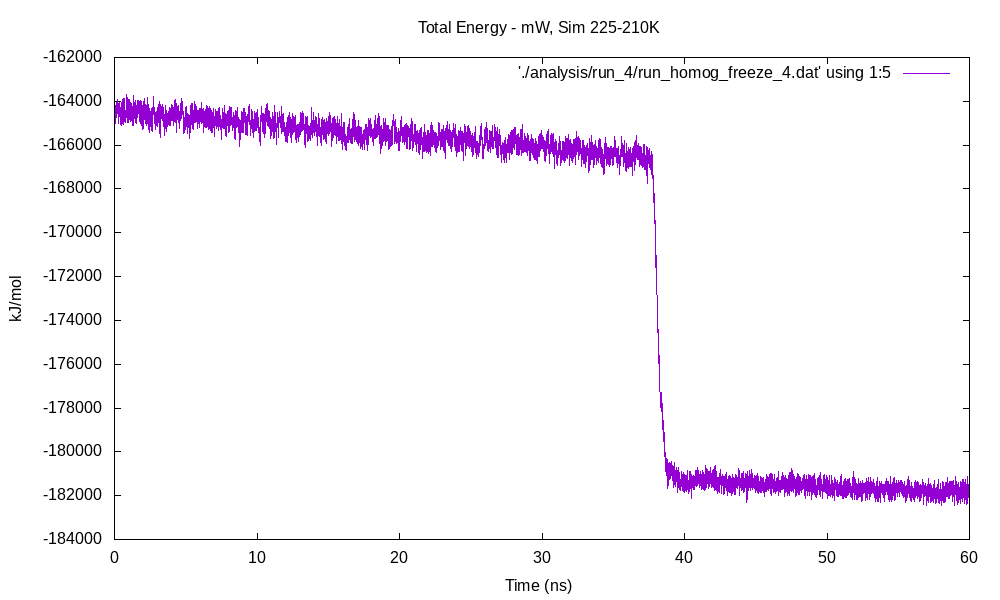 Total Energy - mW, Sim 225-210K
'./analysis/run_4/run_homog_freeze_4.dat' using 1:5
-162000
-164000
-166000
-168000
-170000
-172000
-174000
-176000
-178000
-180000
-182000
-184000
kJ/mol
0 10 20 30 40 50 60
Time (ns)